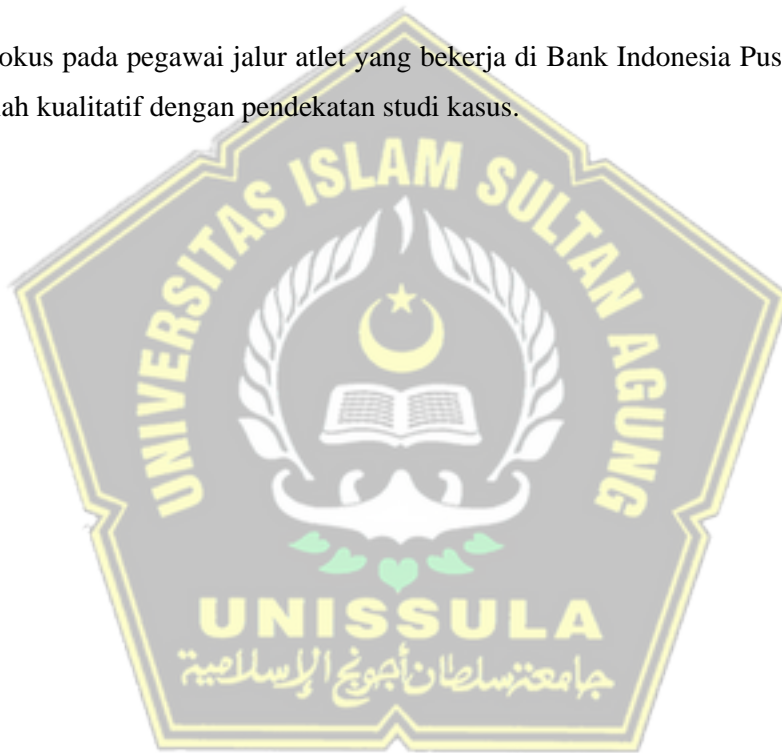 okus pada pegawai jalur atlet yang bekerja di Bank Indonesia Pus
lah kualitatif dengan pendekatan studi kasus.
UNIVERSITAS ISLAM SULTAN AGUNG
UNISSULA
جامعة سلطان أجونج الإسلامية